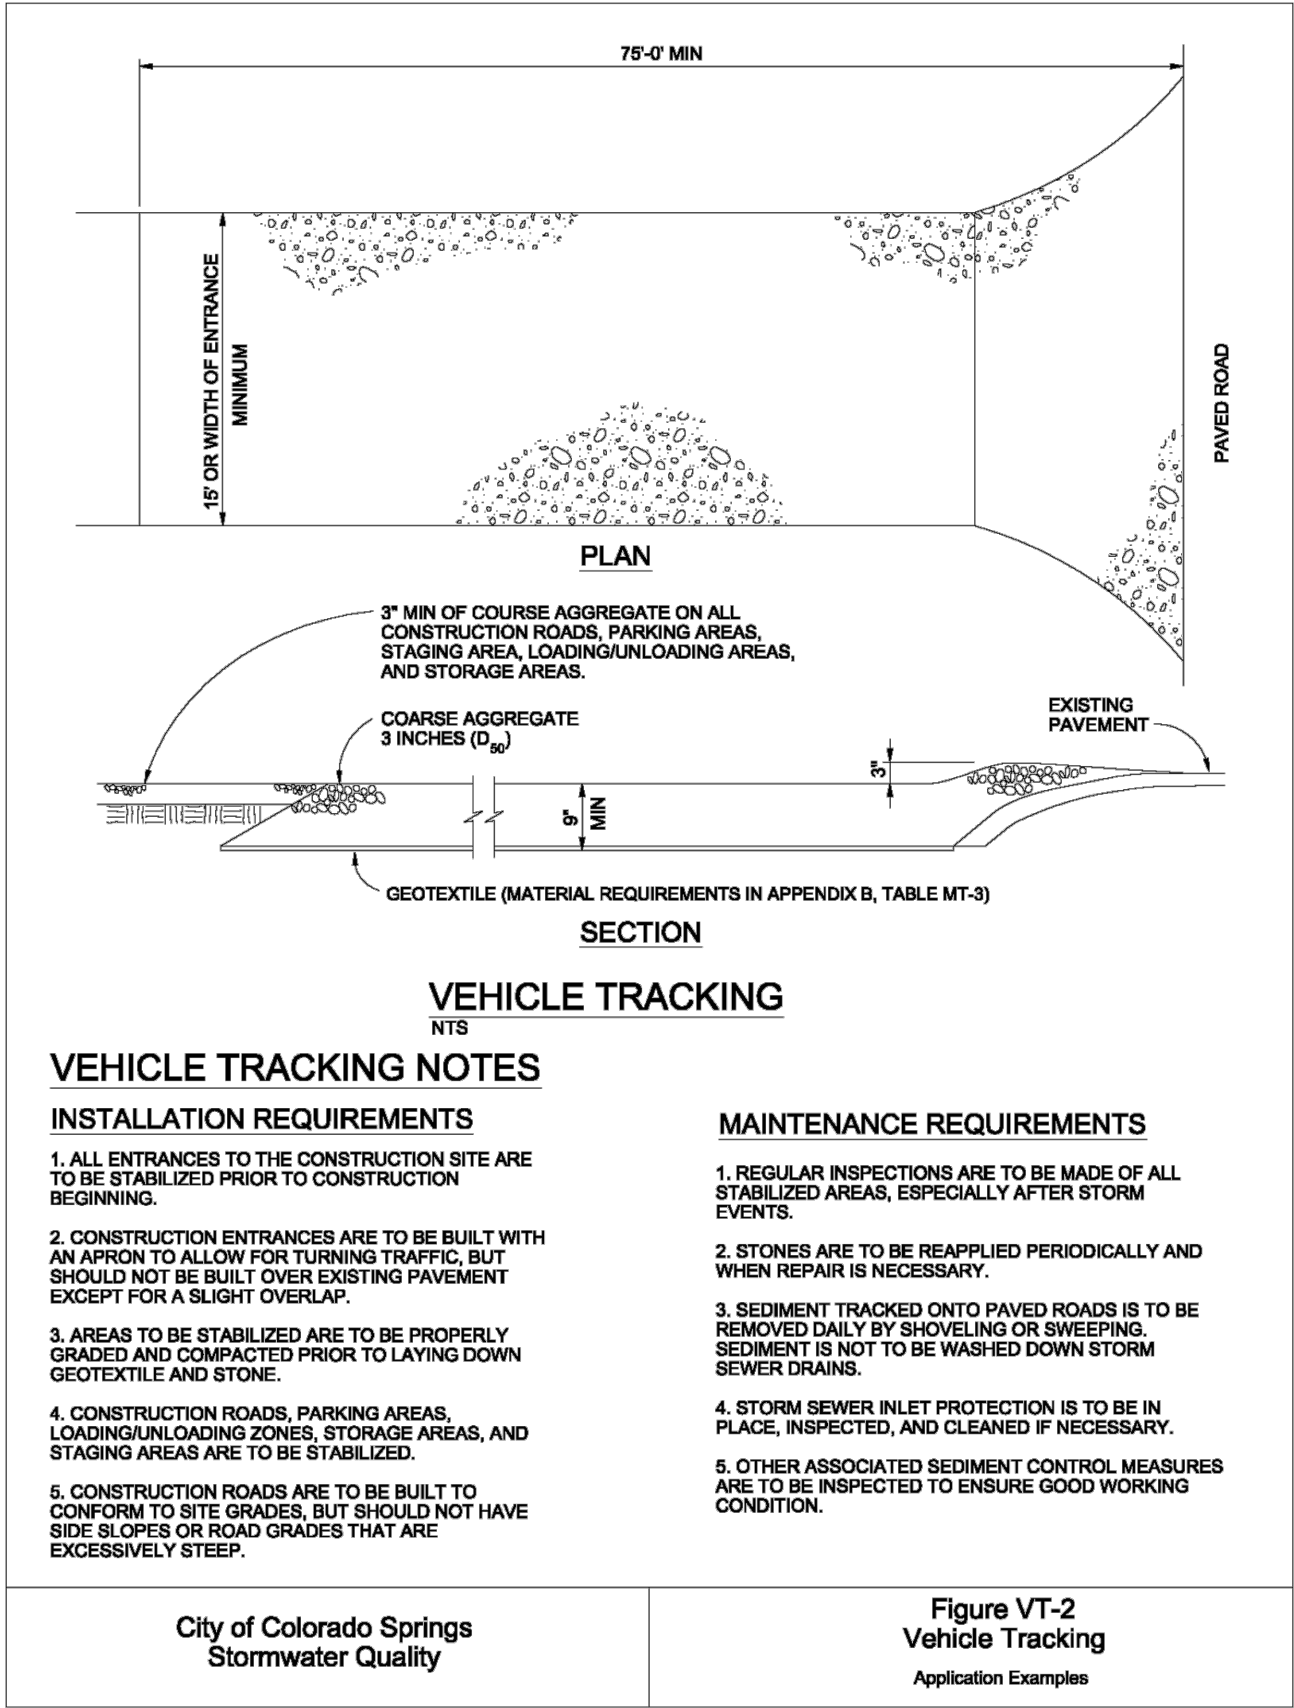 75'-0' MIN
15' OR WIDTH OF ENTRANCE
MINIMUM
PAVED ROAD
PLAN
3" MIN OF COURSE AGGREGATE ON ALL
CONSTRUCTION ROADS, PARKING AREAS,
STAGING AREA, LOADING/UNLOADING AREAS,
AND STORAGE AREAS.
COARSE AGGREGATE
3 INCHES (D50)
EXISTING
PAVEMENT
3"
9"
MIN
GEOTEXTILE (MATERIAL REQUIREMENTS IN APPENDIX B, TABLE MT-3)
SECTION
VEHICLE TRACKING
NTS
VEHICLE TRACKING NOTES
INSTALLATION REQUIREMENTS
1. ALL ENTRANCES TO THE CONSTRUCTION SITE ARE
TO BE STABILIZED PRIOR TO CONSTRUCTION
BEGINNING.
2. CONSTRUCTION ENTRANCES ARE TO BE BUILT WITH
AN APRON TO ALLOW FOR TURNING TRAFFIC, BUT
SHOULD NOT BE BUILT OVER EXISTING PAVEMENT
EXCEPT FOR A SLIGHT OVERLAP.
3. AREAS TO BE STABILIZED ARE TO BE PROPERLY
GRADED AND COMPACTED PRIOR TO LAYING DOWN
GEOTEXTILE AND STONE.
4. CONSTRUCTION ROADS, PARKING AREAS,
LOADING/UNLOADING ZONES, STORAGE AREAS, AND
STAGING AREAS ARE TO BE STABILIZED.
5. CONSTRUCTION ROADS ARE TO BE BUILT TO
CONFORM TO SITE GRADES, BUT SHOULD NOT HAVE
SIDE SLOPES OR ROAD GRADES THAT ARE
EXCESSIVELY STEEP.
MAINTENANCE REQUIREMENTS
1. REGULAR INSPECTIONS ARE TO BE MADE OF ALL
STABILIZED AREAS, ESPECIALLY AFTER STORM
EVENTS.
2. STONES ARE TO BE REAPPLIED PERIODICALLY AND
WHEN REPAIR IS NECESSARY.
3. SEDIMENT TRACKED ONTO PAVED ROADS IS TO BE
REMOVED DAILY BY SHOVELING OR SWEEPING.
SEDIMENT IS NOT TO BE WASHED DOWN STORM
SEWER DRAINS.
4. STORM SEWER INLET PROTECTION IS TO BE IN
PLACE, INSPECTED, AND CLEANED IF NECESSARY.
5. OTHER ASSOCIATED SEDIMENT CONTROL MEASURES
ARE TO BE INSPECTED TO ENSURE GOOD WORKING
CONDITION.
City of Colorado Springs
Stormwater Quality
Figure VT-2
Vehicle Tracking
Application Examples